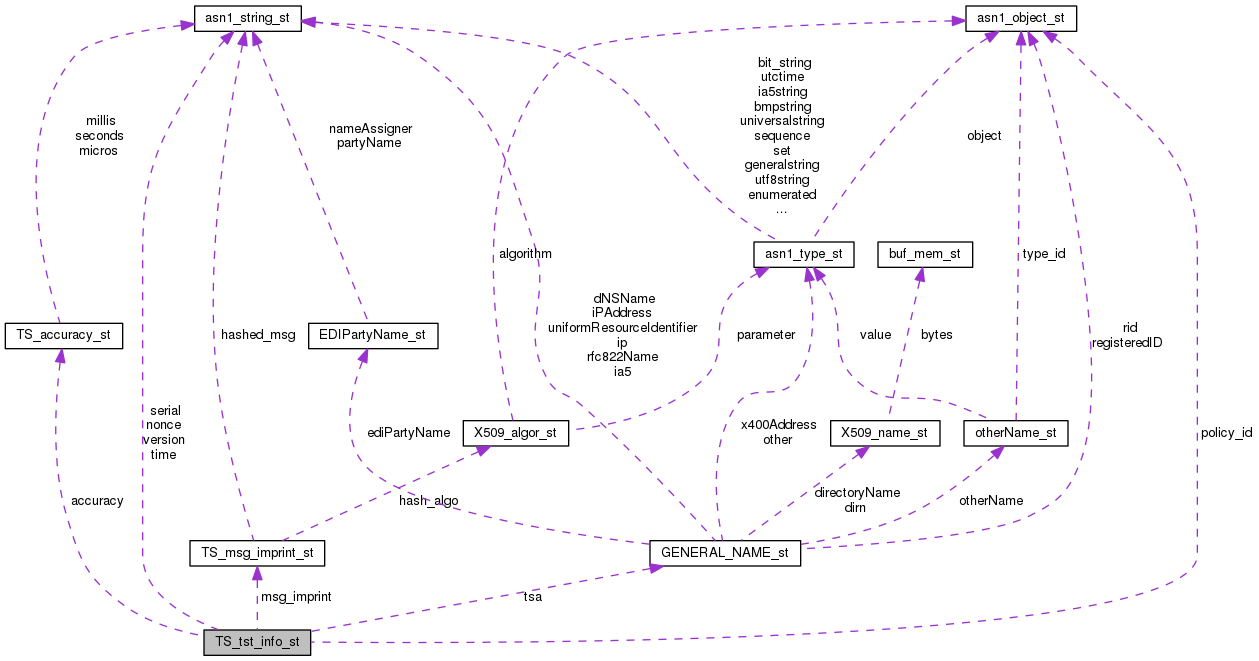 asn1_string_st
asn1_object_st
bit_string
utctime
ia5string
bmpstring
universalstring
sequence
set
generalstring
utf8string
enumerated
...
millis
seconds
micros
nameAssigner
partyName
object
algorithm
asn1_type_st
buf_mem_st
type_id
dNSName
iPAddress
uniformResourceIdentifier
ip
rfc822Name
ia5
TS_accuracy_st
hashed_msg
EDIPartyName_st
parameter
value
bytes
rid
registeredID
serial
nonce
version
time
ediPartyName
X509_algor_st
x400Address
other
X509_name_st
otherName_st
policy_id
accuracy
hash_algo
directoryName
dirn
otherName
TS_msg_imprint_st
GENERAL_NAME_st
msg_imprint
tsa
TS_tst_info_st